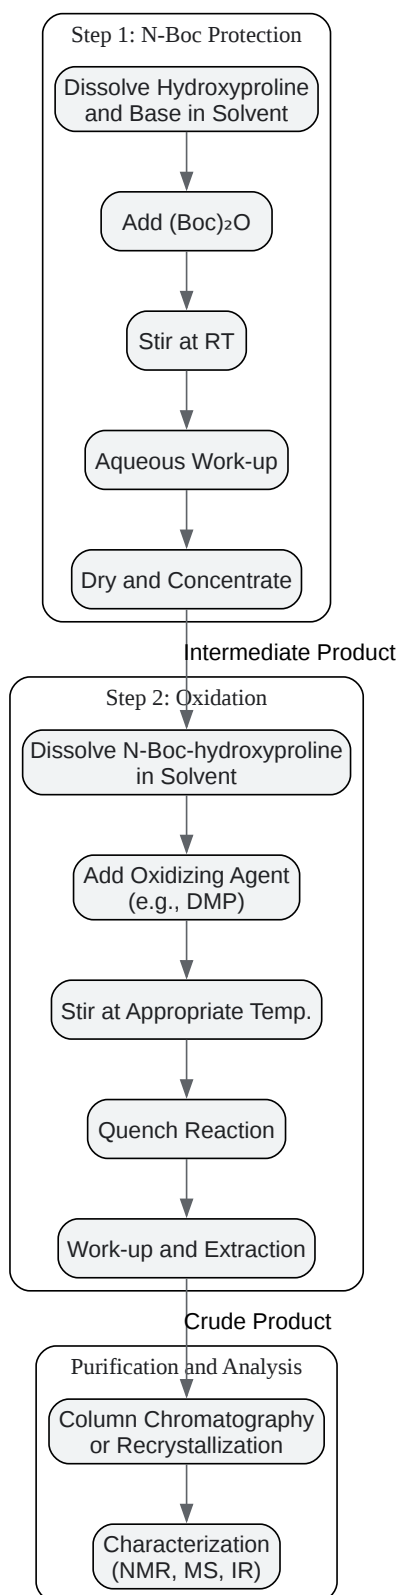 Step 1: N-Boc Protection
Dissolve Hydroxyproline
and Base in Solvent
Add (Boc)₂O
Stir at RT
Aqueous Work-up
Dry and Concentrate
Intermediate Product
Step 2: Oxidation
Dissolve N-Boc-hydroxyproline
in Solvent
Add Oxidizing Agent
(e.g., DMP)
Stir at Appropriate Temp.
Quench Reaction
Work-up and Extraction
Crude Product
Purification and Analysis
Column Chromatography
or Recrystallization
Characterization
(NMR, MS, IR)